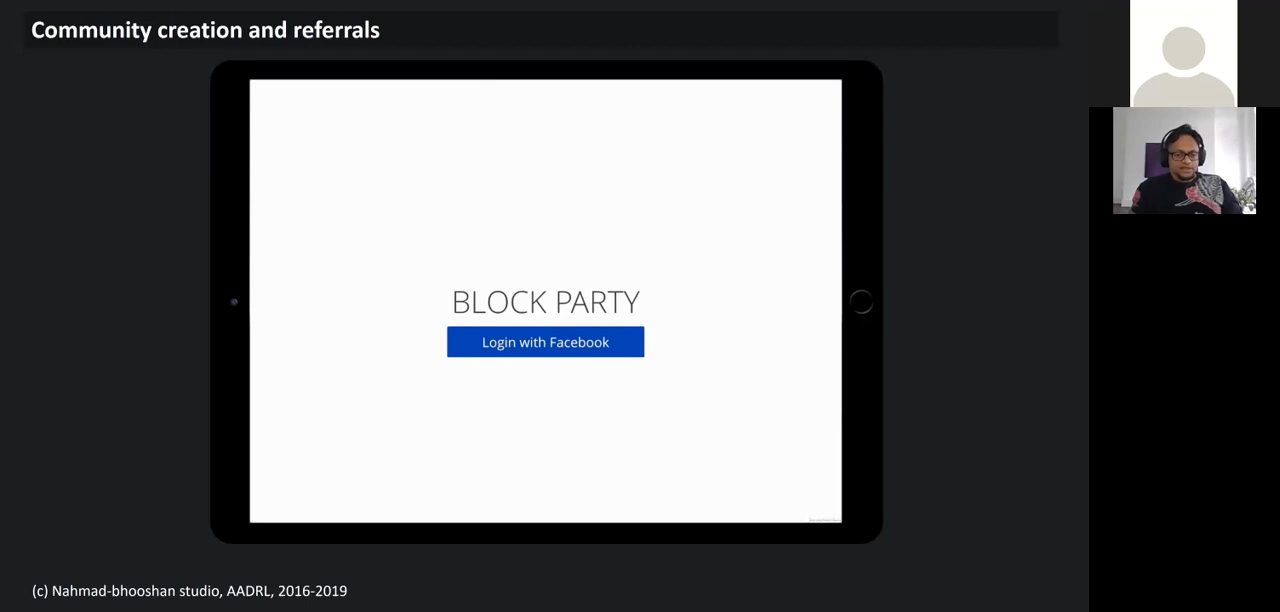 Community creation and referrals
BLOCK PARTY
Login with Facebook
(c) Nahmad-bhooshan studio, AADRL, 2016-2019